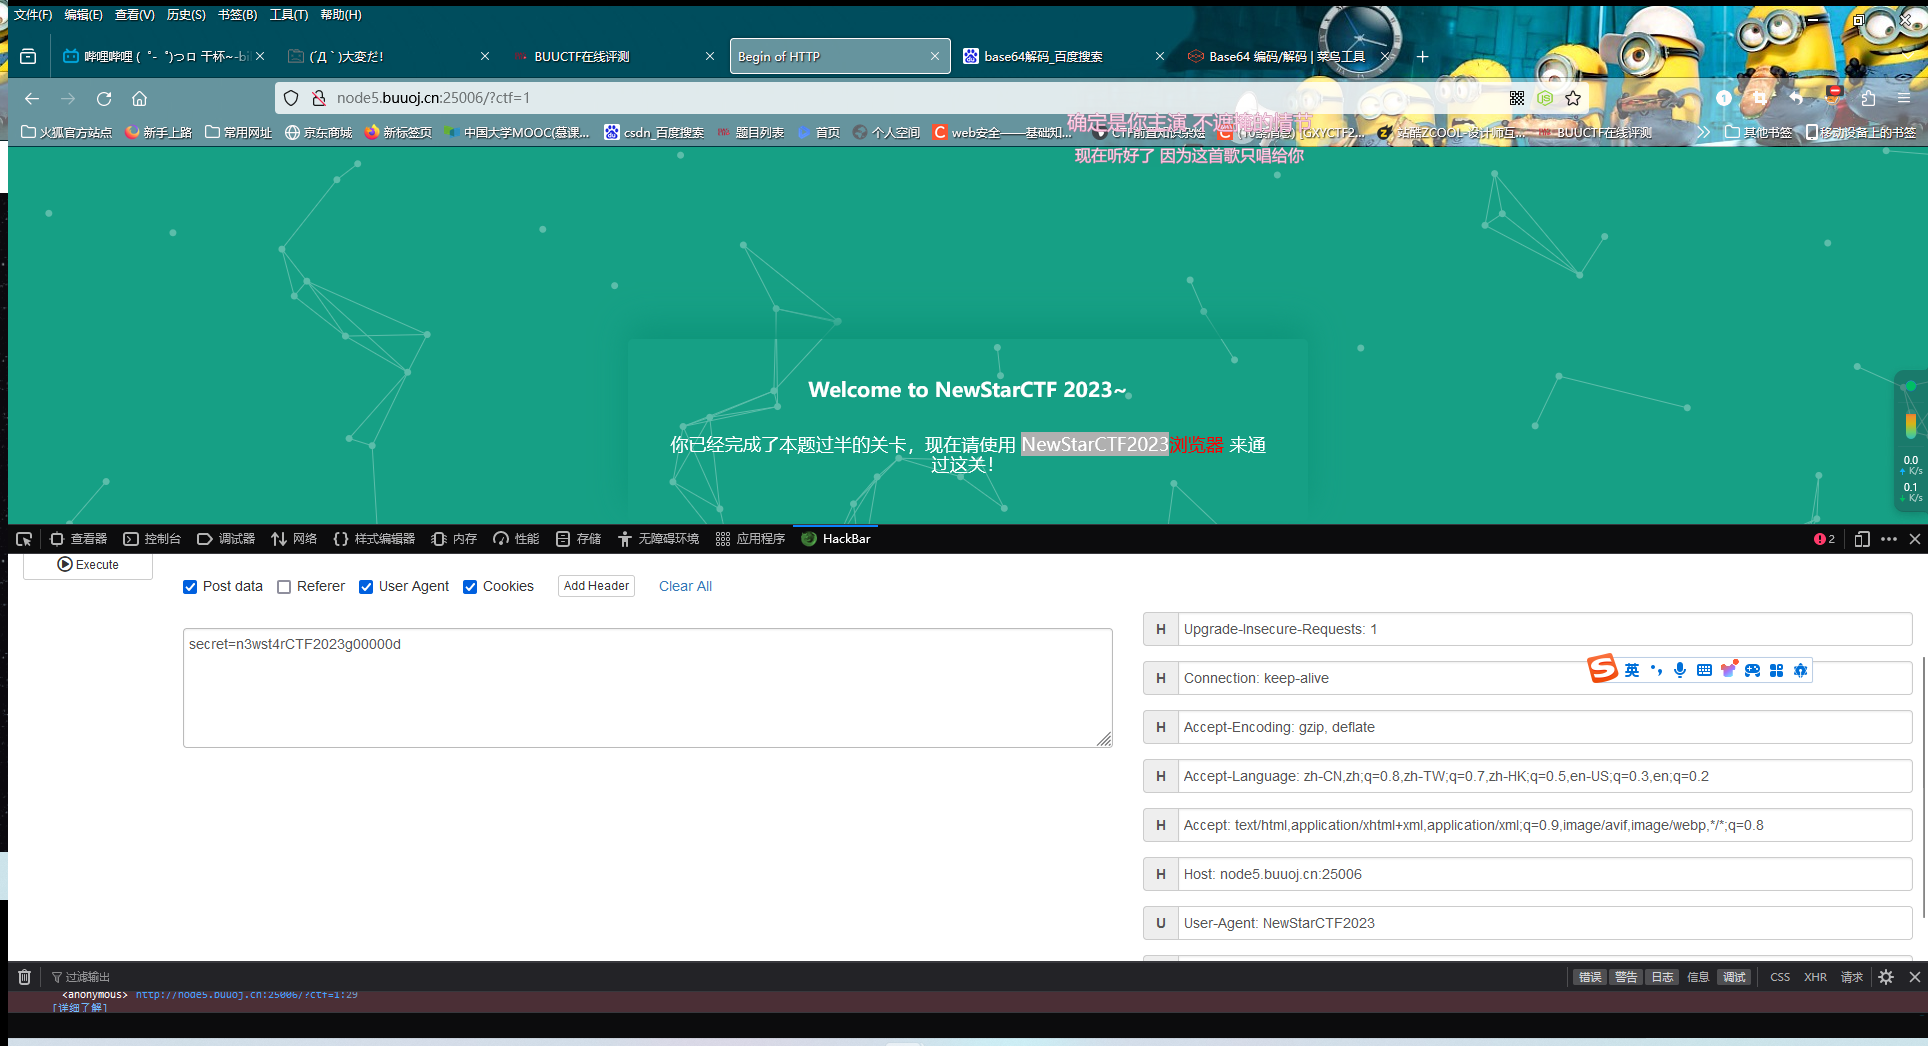 文件(F) 编辑(E) 查看(V) 历史(S) 书签(B) 工具(T) 帮助(H)
哔哩哔哩 (゜-゜)つロ 干杯~-bi
(´Д`)大変だ!
BUUCTF在线评测
Begin of HTTP
base64解码_百度搜索
Base64 编码/解码 | 菜鸟工具
node5.buuoj.cn:25006/?ctf=1
确定是你主演 不遮掩的情节
火狐官方站点 新手上路 常用网址 京东商城 新标签页 中国大学MOOC(慕课... csdn_百度搜索 题目列表 首页 个人空间 web安全——基础知... CTF前置知识杂烩 [GXYCTF2... 站酷ZCOOL-设计师互... BUUCTF在线评测 其他书签 移动设备上的书签
现在听好了 因为这首歌只唱给你
Welcome to NewStarCTF 2023~
你已经完成了本题过半的关卡，现在请使用 NewStarCTF2023浏览器 来通
过这关！
0.0
K/s
0.1
K/s
查看器 控制台 调试器 网络 样式编辑器 内存 性能 存储 无障碍环境 应用程序 HackBar 2
Execute
Post data Referer User Agent Cookies Add Header Clear All
secret=n3wst4rCTF2023g00000d
H Upgrade-Insecure-Requests: 1
英
H Connection: keep-alive
H Accept-Encoding: gzip, deflate
H Accept-Language: zh-CN,zh;q=0.8,zh-TW;q=0.7,zh-HK;q=0.5,en-US;q=0.3,en;q=0.2
H Accept: text/html,application/xhtml+xml,application/xml;q=0.9,image/avif,image/webp,*/*;q=0.8
H Host: node5.buuoj.cn:25006
U User-Agent: NewStarCTF2023
过滤输出 错误 警告 日志 信息 调试 CSS XHR 请求
<anonymous> http://node5.buuoj.cn:25006/?ctf=1:29
[详细了解]